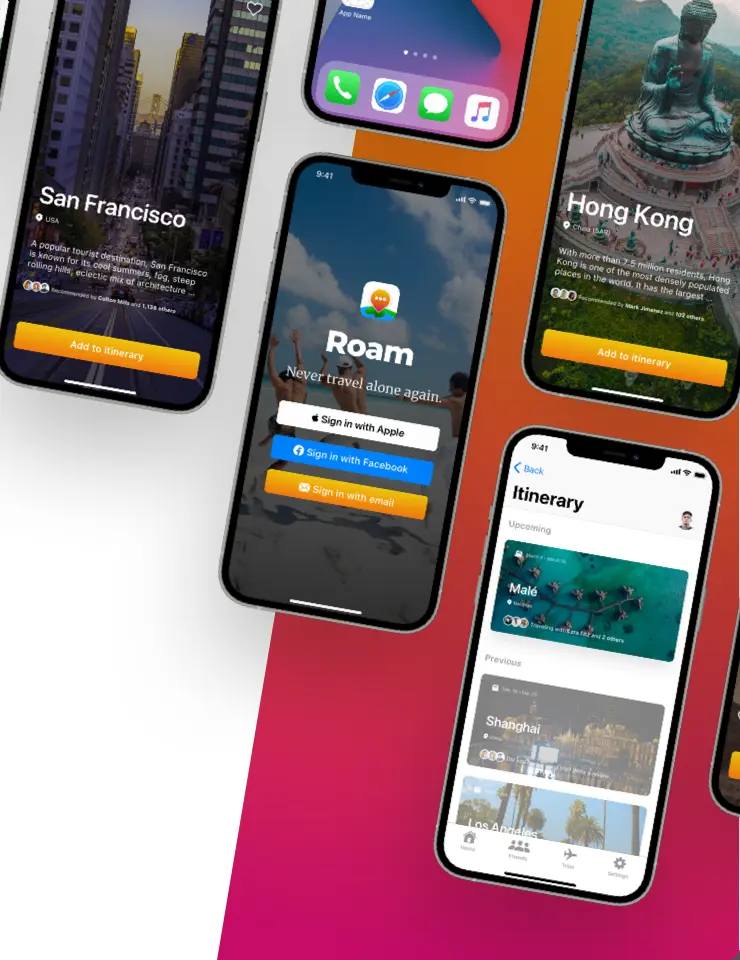 App Name
San Francisco
USA
A popular tourist destination, San Francisco
is known for its cool summers, fog, steep
rolling hills, eclectic mix of architecture ...
Recommended by Colton Mills and 1,138 others
Add to itinerary
9:41
Roam
Never travel alone again.
Sign in with Apple
Sign in with Facebook
Sign in with email
Hong Kong
China (SAR)
With more than 7.5 million residents, Hong
Kong is one of the most densely populated
places in the world. It has the largest ...
Recommended by Mark Jimenez and 102 others
Add to itinerary
9:41
Back
Itinerary
Upcoming
Malé
Maldives
Traveling with Ezra Fitz and 2 others
Previous
Shanghai
China
Los Angeles
Home
Friends
Trips
Settings